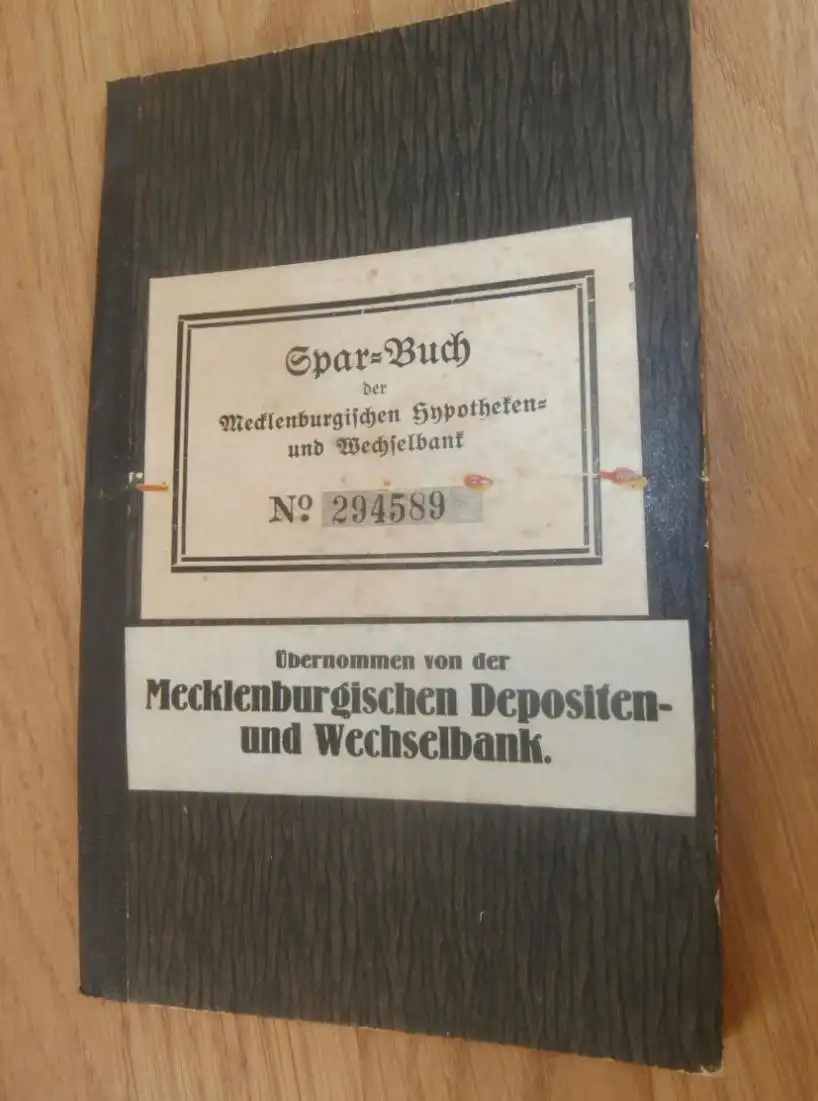 Spar-Buch
der
Mecklenburgischen Hypotheken-
und Wechselbank
No. 294589
Übernommen von der
Mecklenburgischen Depositen-
und Wechselbank.